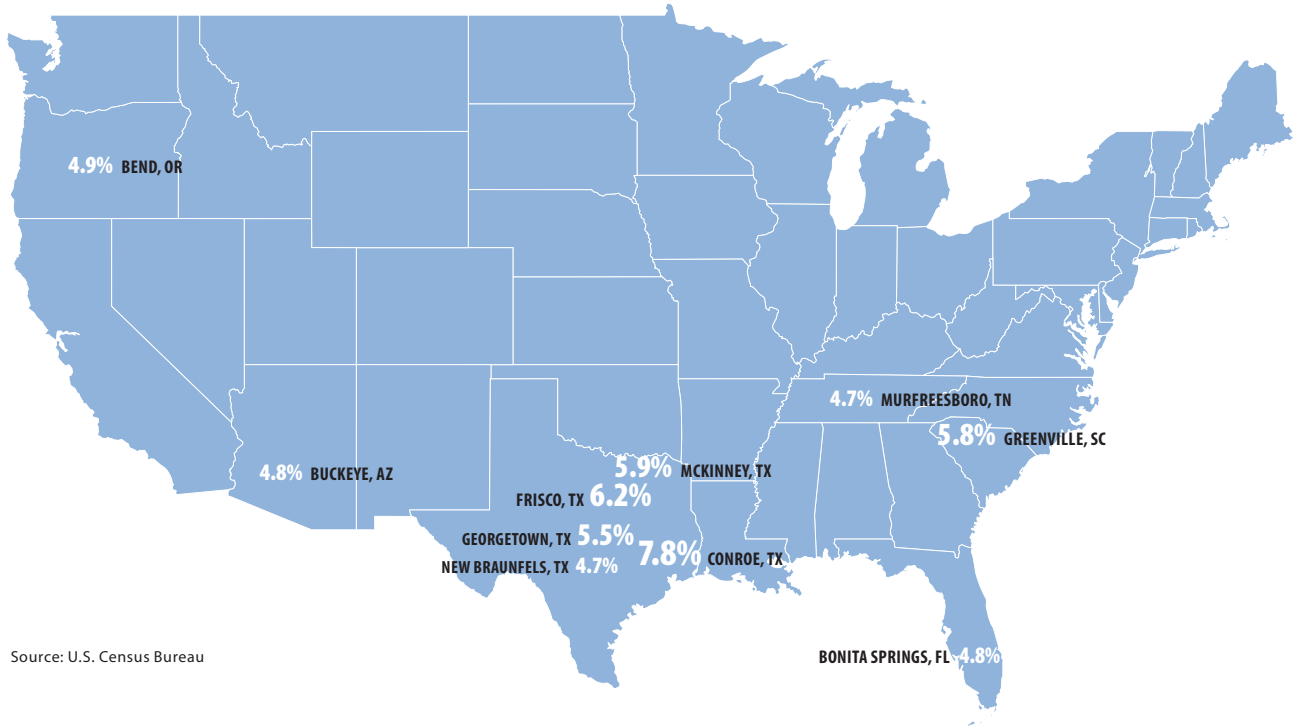 4.9% BEND, OR
4.7% MURFREESBORO, TN
5.8% GREENVILLE, SC
4.8% BUCKEYE, AZ
5.9% MCKINNEY, TX
FRISCO, TX 6.2%
GEORGETOWN, TX 5.5%
7.8% CONROE, TX
NEW BRAUNFELS, TX 4.7%
BONITA SPRINGS, FL 4.8%
Source: U.S. Census Bureau